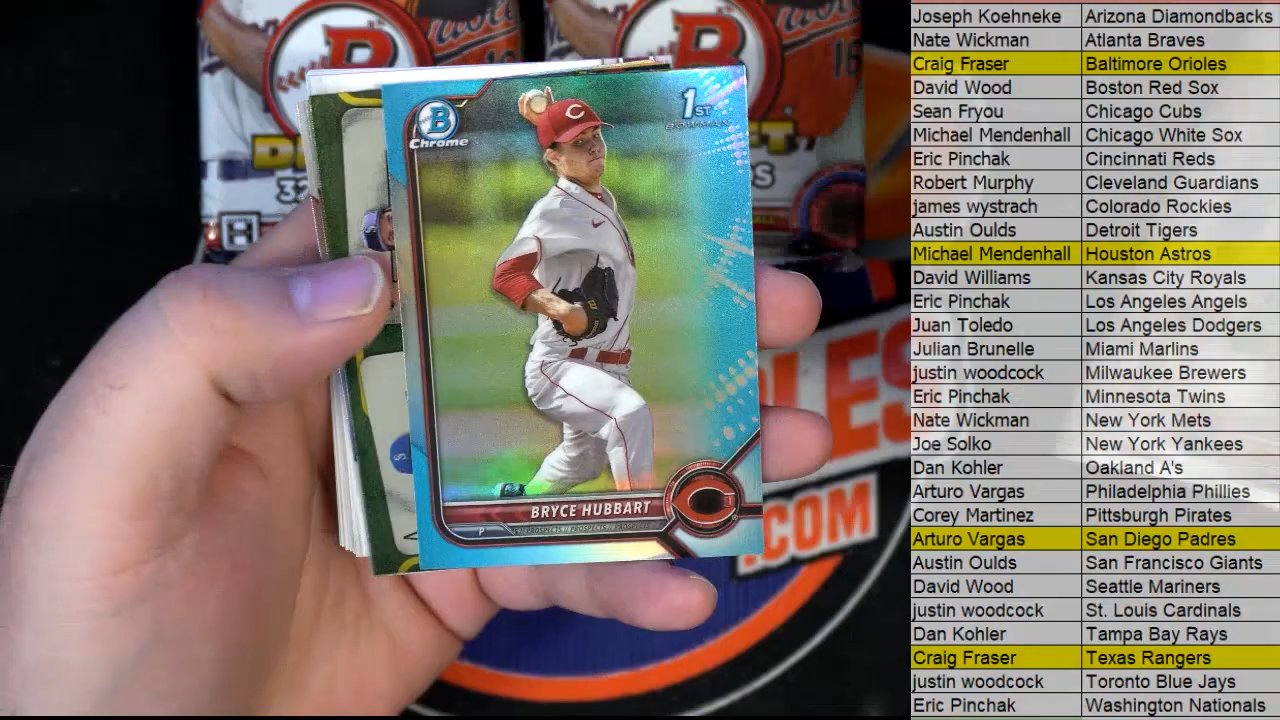 B
Chrome
1ST
BOWMAN
BRYCE HUBBART
P
PROSPECTS // PROSPECTS // PROSPECTS
C
18
32
LES
.COM
Joseph Koehneke Arizona Diamondbacks
Nate Wickman Atlanta Braves
Craig Fraser Baltimore Orioles
David Wood Boston Red Sox
Sean Fryou Chicago Cubs
Michael Mendenhall Chicago White Sox
Eric Pinchak Cincinnati Reds
Robert Murphy Cleveland Guardians
james wystrach Colorado Rockies
Austin Oulds Detroit Tigers
Michael Mendenhall Houston Astros
David Williams Kansas City Royals
Eric Pinchak Los Angeles Angels
Juan Toledo Los Angeles Dodgers
Julian Brunelle Miami Marlins
justin woodcock Milwaukee Brewers
Eric Pinchak Minnesota Twins
Nate Wickman New York Mets
Joe Solko New York Yankees
Dan Kohler Oakland A's
Arturo Vargas Philadelphia Phillies
Corey Martinez Pittsburgh Pirates
Arturo Vargas San Diego Padres
Austin Oulds San Francisco Giants
David Wood Seattle Mariners
justin woodcock St. Louis Cardinals
Dan Kohler Tampa Bay Rays
Craig Fraser Texas Rangers
justin woodcock Toronto Blue Jays
Eric Pinchak Washington Nationals